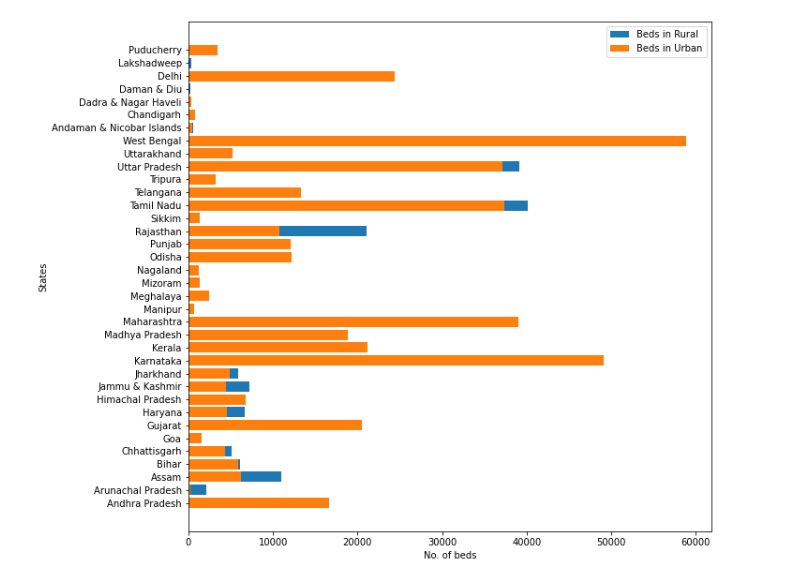 Beds in Rural
Beds in Urban
Puducherry
Lakshadweep
Delhi
Daman & Diu
Dadra & Nagar Haveli
Chandigarh
Andaman & Nicobar Islands
West Bengal
Uttarakhand
Uttar Pradesh
Tripura
Telangana
Tamil Nadu
Sikkim
Rajasthan
Punjab
Odisha
Nagaland
Mizoram
Meghalaya
Manipur
Maharashtra
Madhya Pradesh
Kerala
Karnataka
Jharkhand
Jammu & Kashmir
Himachal Pradesh
Haryana
Gujarat
Goa
Chhattisgarh
Bihar
Assam
Arunachal Pradesh
Andhra Pradesh
States
0 10000 20000 30000 40000 50000 60000
No. of beds